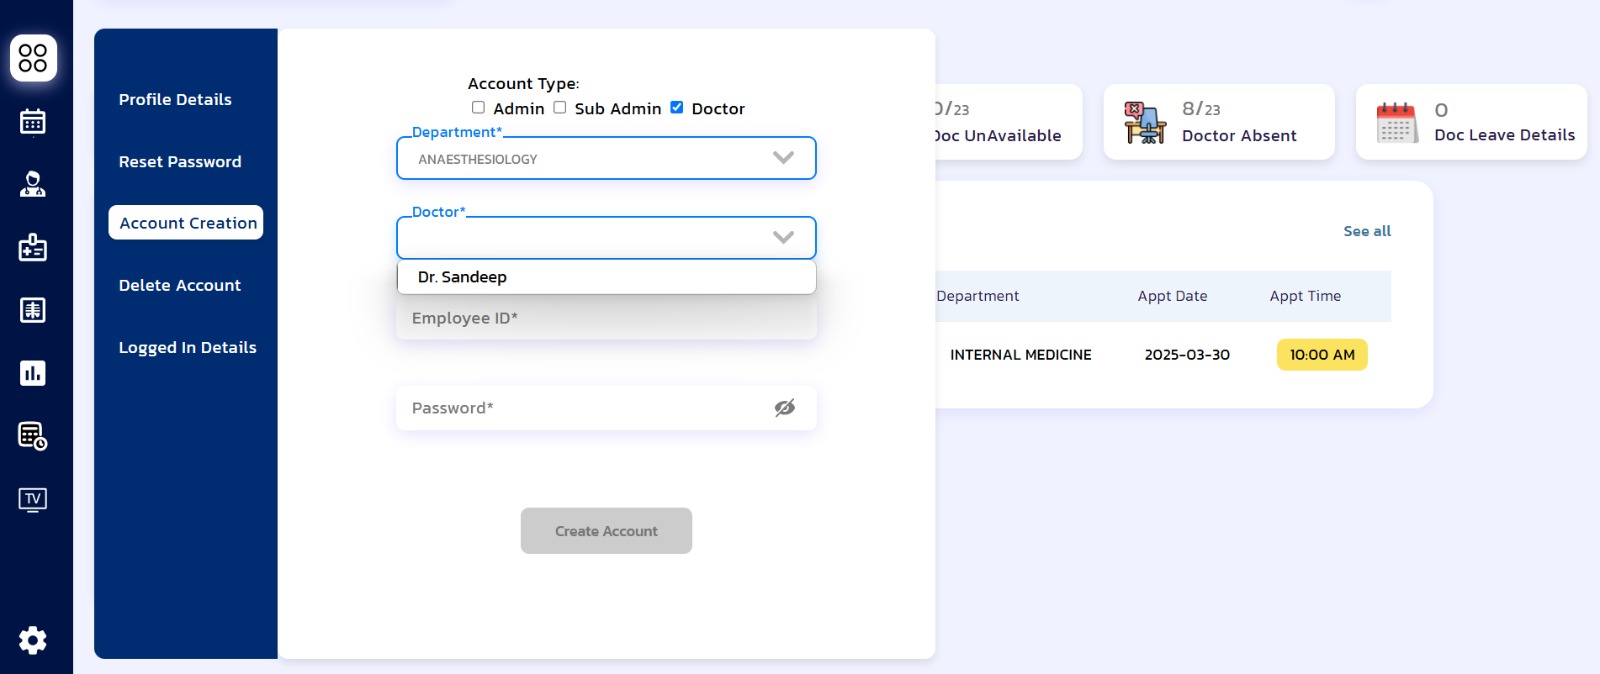 Profile Details
Reset Password
Account Creation
Delete Account
Logged In Details
TV
Account Type:
Admin Sub Admin Doctor
Department*
ANAESTHESIOLOGY
Doctor*
Dr. Sandeep
Employee ID*
Password*
Create Account
/23
Doc UnAvailable
8/23
Doctor Absent
0
Doc Leave Details
See all
Department Appt Date Appt Time
INTERNAL MEDICINE 2025-03-30 10:00 AM